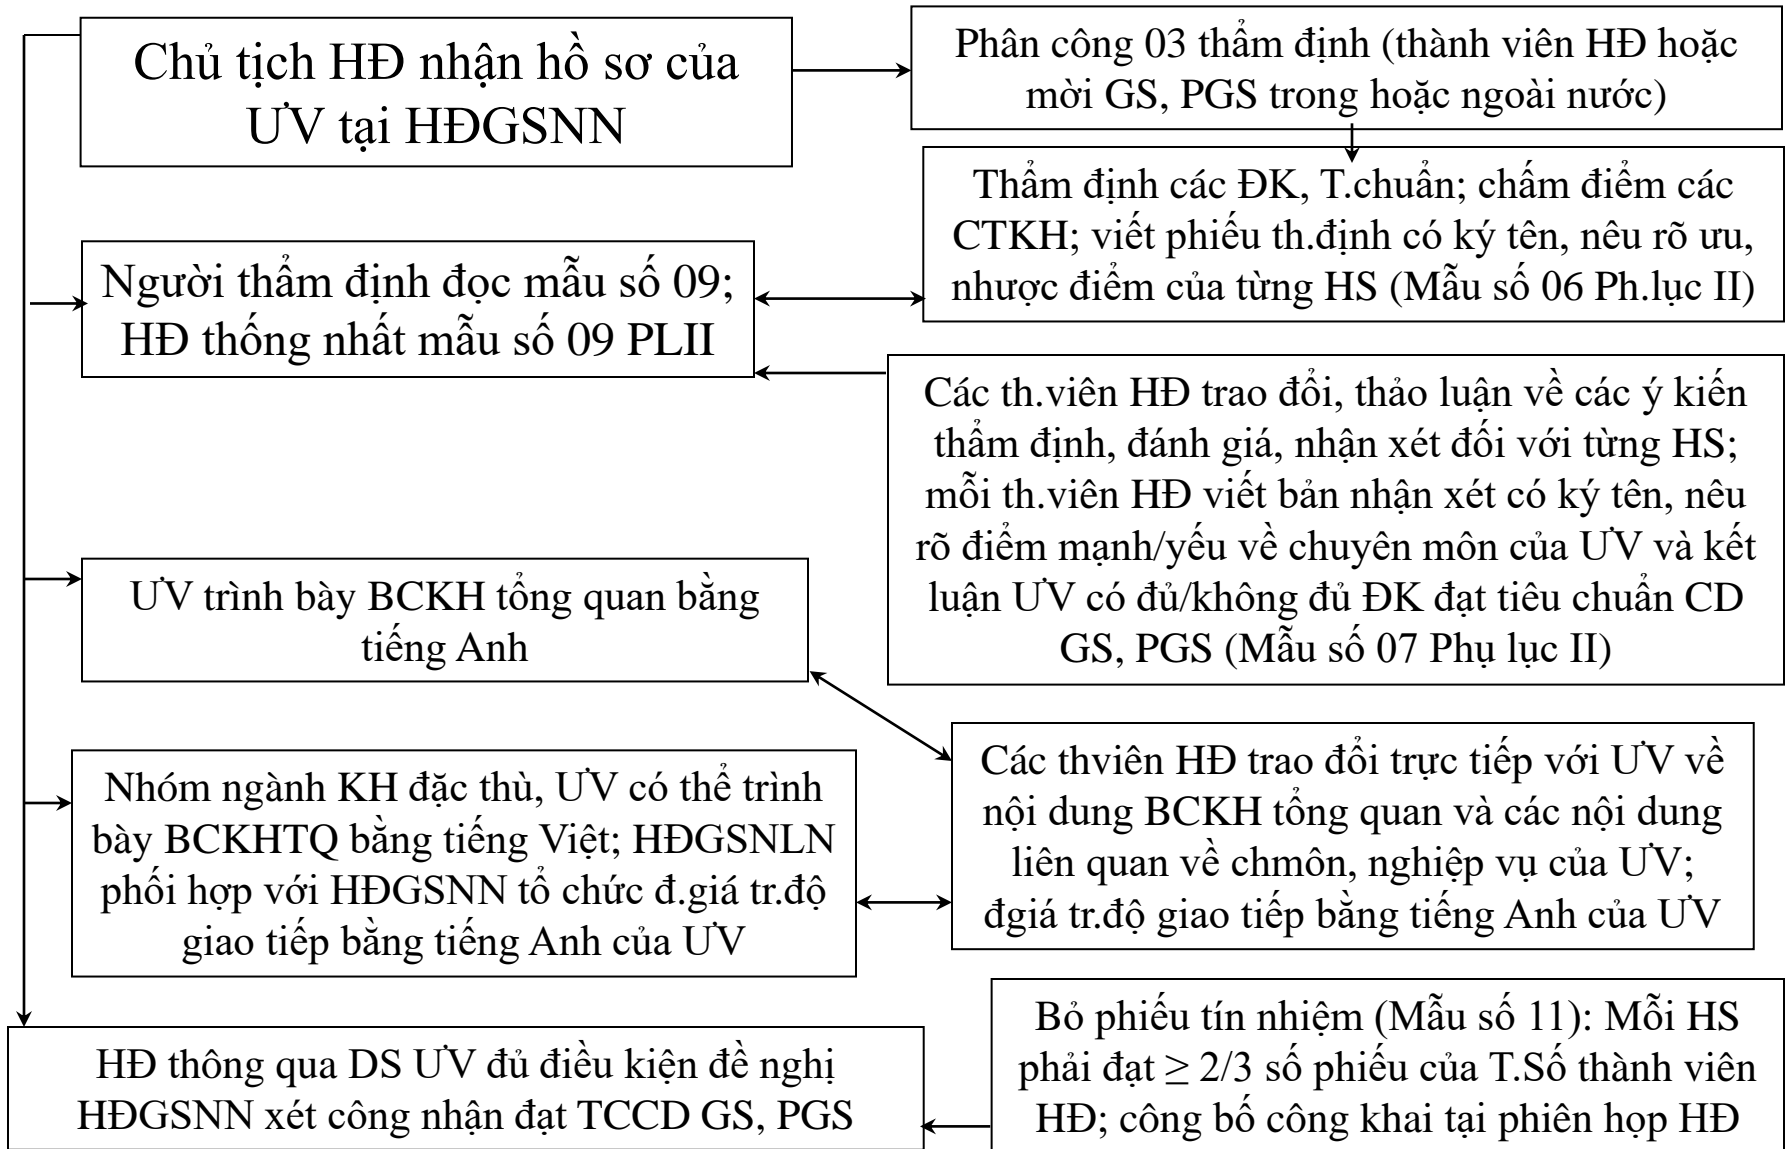 Chủ tịch HĐ nhận hồ sơ của
ƯV tại HĐGSNN
Phân công 03 thẩm định (thành viên HĐ hoặc
mời GS, PGS trong hoặc ngoài nước)
Thẩm định các ĐK, T.chuẩn; chấm điểm các
CTKH; viết phiếu th.định có ký tên, nêu rõ ưu,
nhược điểm của từng HS (Mẫu số 06 Ph.lục II)
Người thẩm định đọc mẫu số 09;
HĐ thống nhất mẫu số 09 PLII
Các th.viên HĐ trao đổi, thảo luận về các ý kiến
thẩm định, đánh giá, nhận xét đối với từng HS;
mỗi th.viên HĐ viết bản nhận xét có ký tên, nêu
rõ điểm mạnh/yếu về chuyên môn của ƯV và kết
luận ƯV có đủ/không đủ ĐK đạt tiêu chuẩn CD
GS, PGS (Mẫu số 07 Phụ lục II)
ƯV trình bày BCKH tổng quan bằng
tiếng Anh
Các thviên HĐ trao đổi trực tiếp với ƯV về
nội dung BCKH tổng quan và các nội dung
liên quan về chmôn, nghiệp vụ của ƯV;
đgiá tr.độ giao tiếp bằng tiếng Anh của ƯV
Nhóm ngành KH đặc thù, ƯV có thể trình
bày BCKHTQ bằng tiếng Việt; HĐGSNLN
phối hợp với HĐGSNN tổ chức đ.giá tr.độ
giao tiếp bằng tiếng Anh của ƯV
Bỏ phiếu tín nhiệm (Mẫu số 11): Mỗi HS
phải đạt ≥ 2/3 số phiếu của T.Số thành viên
HĐ; công bố công khai tại phiên họp HĐ
HĐ thông qua DS ƯV đủ điều kiện đề nghị
HĐGSNN xét công nhận đạt TCCD GS, PGS